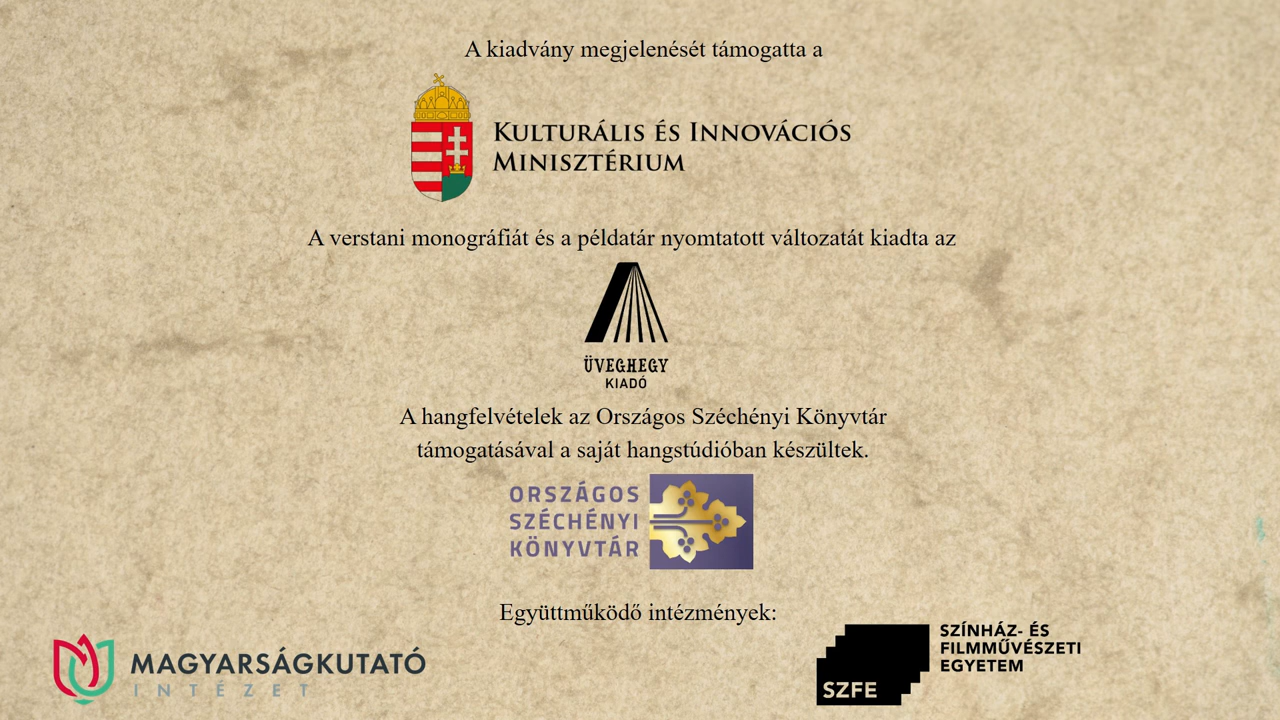 A kiadvány megjelenését támogatta a
Kulturális és Innovációs
Minisztérium
A verstani monográfiát és a példatár nyomtatott változatát kiadta az
ÜVEGHEGY
KIADÓ
A hangfelvételek az Országos Széchényi Könyvtár
támogatásával a saját hangstúdióban készültek.
ORSZÁGOS
SZÉCHÉNYI
KÖNYVTÁR
Együttműködő intézmények:
MAGYARSÁGKUTATÓ
INTÉZET
SZFE
SZÍNHÁZ- ÉS
FILMMŰVÉSZETI
EGYETEM